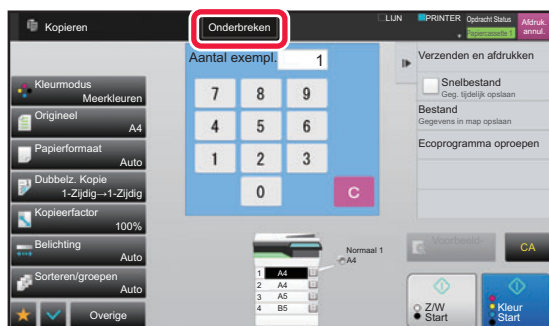 Kopieren
Onderbreken
LIJN
PRINTER
Opdracht Status
Papiercassette 1
Afdruk.
annul.
Aantal exempl.
1
7 8 9
4 5 6
1 2 3
0 C
Kleurmodus
Meerkleuren
Origineel
A4
Papierformaat
Auto
Dubbelz. Kopie
1-Zijdig→1-Zijdig
Kopieerfactor
100%
Belichting
Auto
Sorteren/groepen
Auto
Overige
Normaal 1
A4
1 A4
2 A4
3 A5
4 B5
Verzenden en afdrukken
Snelbestand
Geg. tijdelijk opslaan
Bestand
Gegevens in map opslaan
Ecoprogramma oproepen
Voorbeeld-
CA
Z/W
Start
Kleur
Start